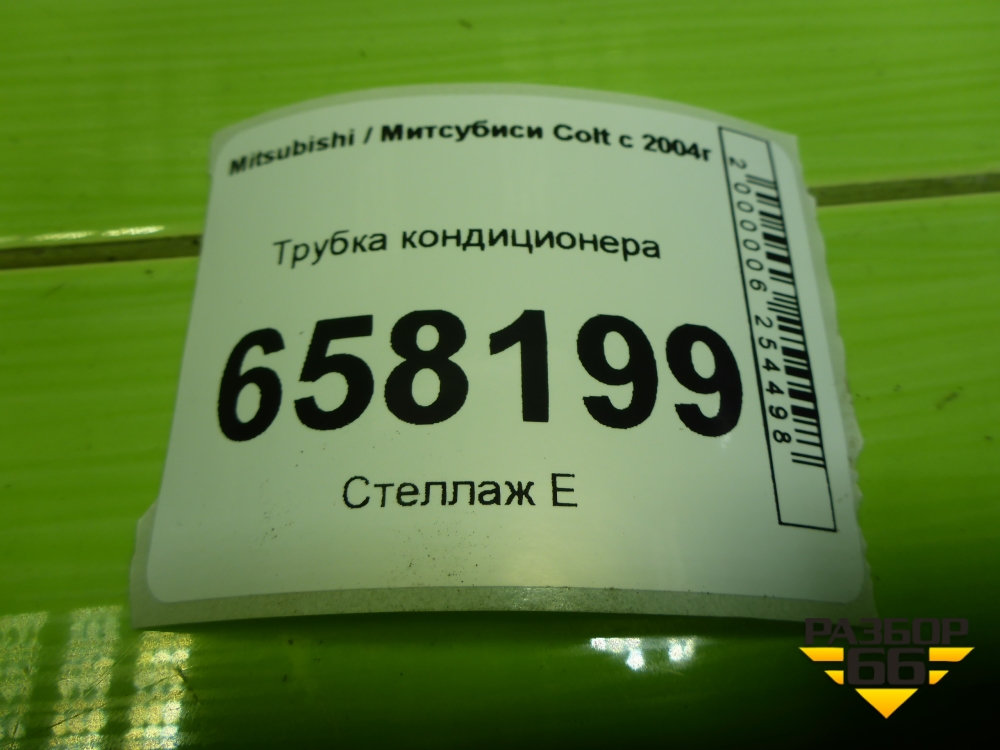 Mitsubishi / Митсубиси Colt с 2004г
Трубка кондиционера
658199
Стеллаж Е
2000006254498
РАЗБОР
66